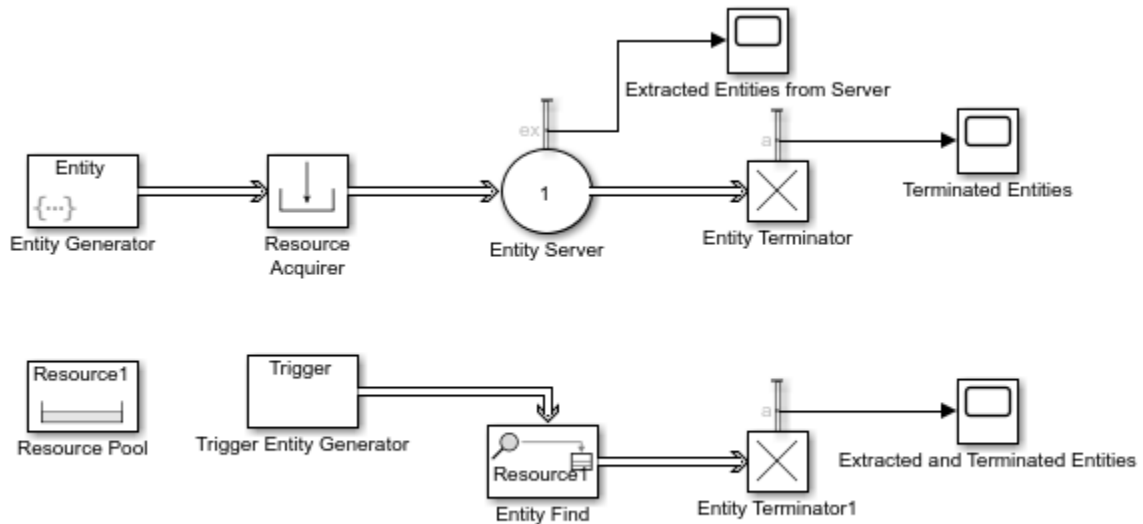 Extracted Entities from Server
ex
a
Entity
{...}
1
Terminated Entities
Entity Generator
Resource
Acquirer
Entity Server
Entity Terminator
Resource1
Trigger
a
Resource Pool
Trigger Entity Generator
Resource1
Extracted and Terminated Entities
Entity Find
Entity Terminator1